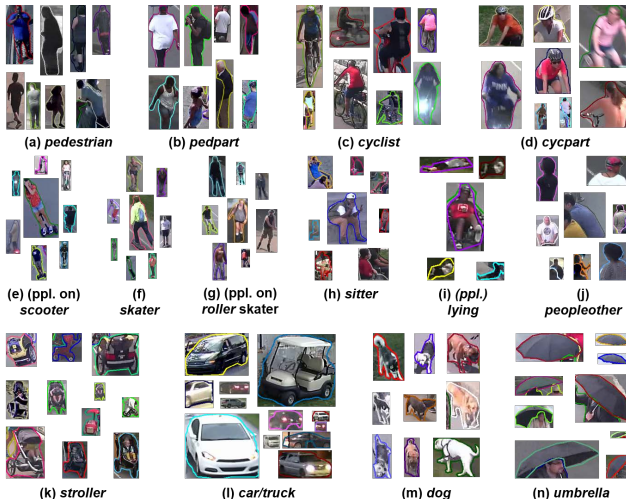 (a) pedestrian
(b) pedpart
(c) cyclist
(d) cycpart
(e) (ppl. on)
scooter
(f)
skater
(g) (ppl. on)
roller skater
(h) sitter
(i) (ppl.)
lying
(j)
peopleother
(k) stroller
(l) car/truck
(m) dog
(n) umbrella